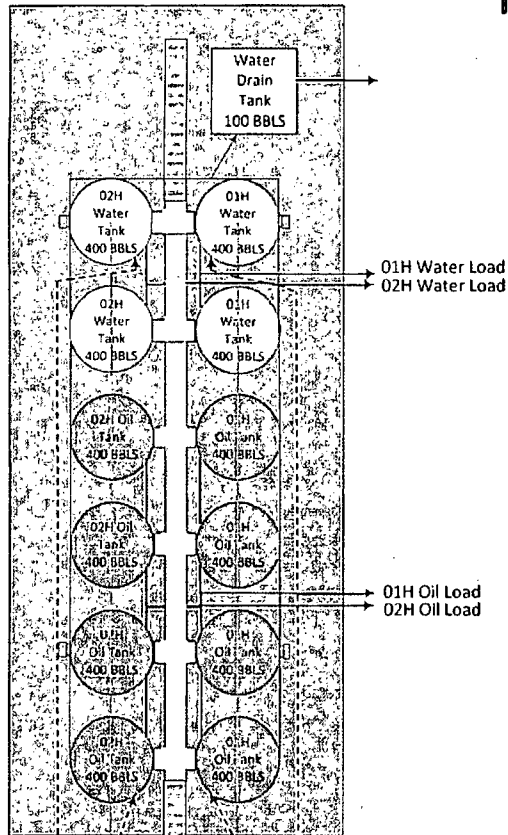 Water
Drain
Tank
100 BBLS
02H
Water
Tank
400 BBLS
01H
Water
Tank
400 BBLS
01H Water Load
02H Water Load
02H
Water
Tank
400 BBLS
01H
Water
Tank
400 BBLS
02H Oil
Tank
400 BBLS
01H
Oil Tank
400 BBLS
02H Oil
Tank
400 BBLS
01H
Oil Tank
400 BBLS
01H Oil Load
02H Oil Load
Oil Tank
400 BBLS
01H
Oil Tank
400 BBLS
02H
Oil Tank
400 BBLS
01H
Oil Tank
400 BBLS